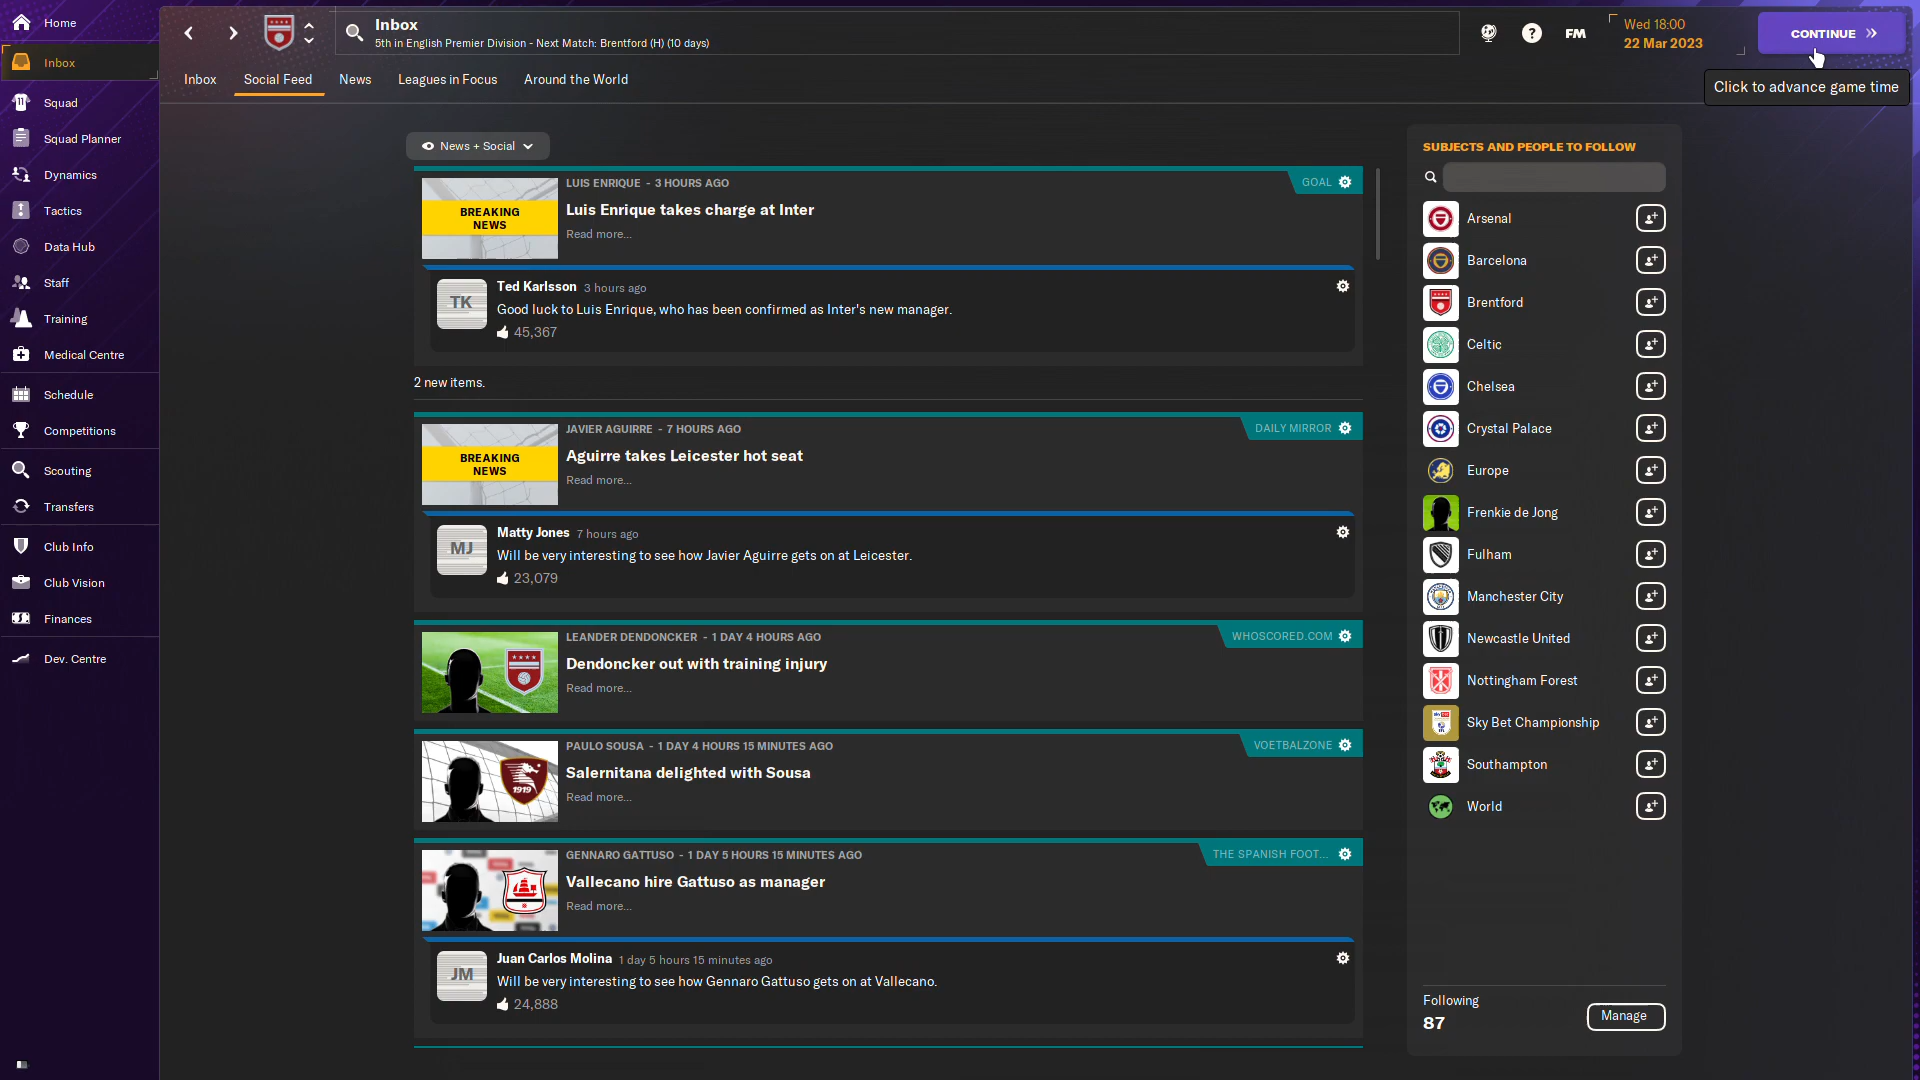 Home
Inbox
Squad
Squad Planner
Dynamics
Tactics
Data Hub
Staff
Training
Medical Centre
Schedule
Competitions
Scouting
Transfers
Club Info
Club Vision
Finances
Dev. Centre
Inbox
5th in English Premier Division - Next Match: Brentford (H) (10 days)
FM
Wed 18:00
22 Mar 2023
CONTINUE
Click to advance game time
Inbox
Social Feed
News
Leagues in Focus
Around the World
News + Social
BREAKING
NEWS
LUIS ENRIQUE - 3 HOURS AGO
GOAL
Luis Enrique takes charge at Inter
Read more...
TK
Ted Karlsson 3 hours ago
Good luck to Luis Enrique, who has been confirmed as Inter's new manager.
45,367
2 new items.
BREAKING
NEWS
JAVIER AGUIRRE - 7 HOURS AGO
DAILY MIRROR
Aguirre takes Leicester hot seat
Read more...
MJ
Matty Jones 7 hours ago
Will be very interesting to see how Javier Aguirre gets on at Leicester.
23,079
LEANDER DENDONCKER - 1 DAY 4 HOURS AGO
WHOSCORED.COM
Dendoncker out with training injury
Read more...
1919
PAULO SOUSA - 1 DAY 4 HOURS 15 MINUTES AGO
VOETBALZONE
Salernitana delighted with Sousa
Read more...
GENNARO GATTUSO - 1 DAY 5 HOURS 15 MINUTES AGO
THE SPANISH FOOT...
Vallecano hire Gattuso as manager
Read more...
JM
Juan Carlos Molina 1 day 5 hours 15 minutes ago
Will be very interesting to see how Gennaro Gattuso gets on at Vallecano.
24,888
SUBJECTS AND PEOPLE TO FOLLOW
Arsenal
Barcelona
Brentford
Celtic
Chelsea
Crystal Palace
Europe
Frenkie de Jong
Fulham
Manchester City
Newcastle United
Nottingham Forest
Sky Bet Championship
Southampton
World
Following
87
Manage